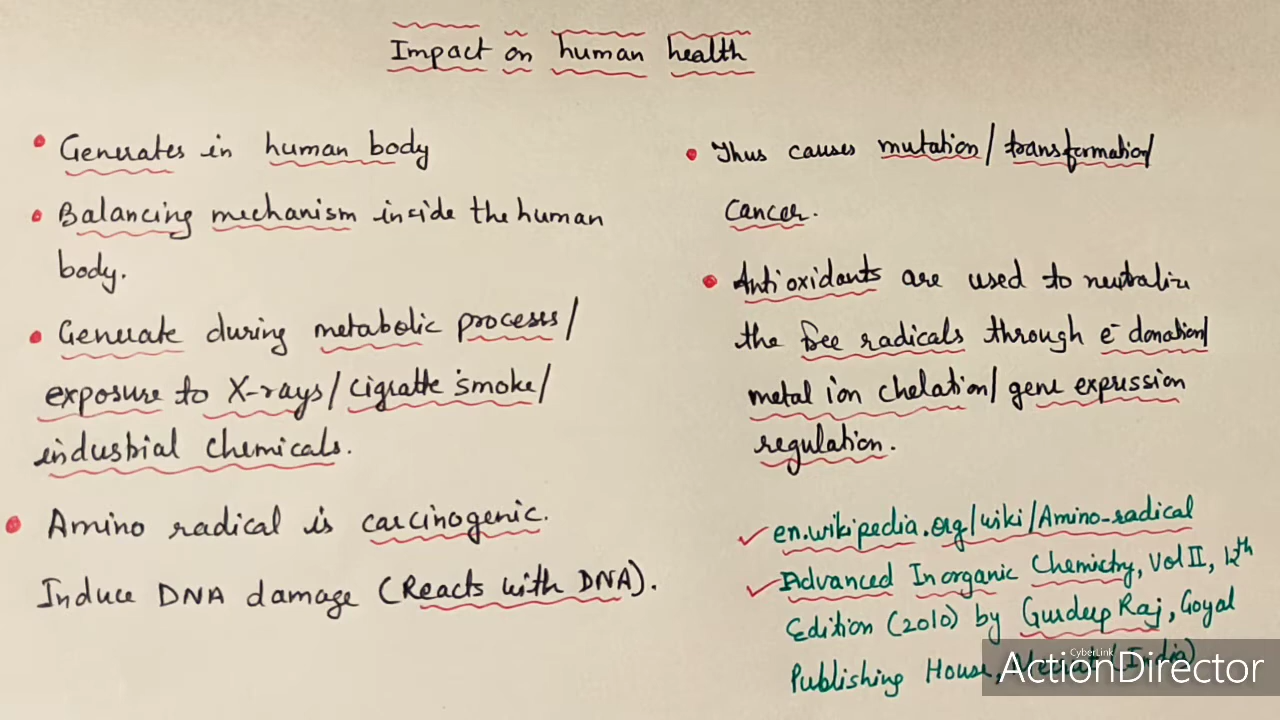 Impact on human health
• Generates in human body
• Balancing mechanism inside the human
body.
• Generate during metabolic processes/
exposure to X-rays/cigratte smoke/
industrial chemicals.
• Amino radical is carcinogenic.
Induce DNA damage (Reacts with DNA).
• Thus causes mutation/transformation/
cancer.
• Antioxidants are used to neutralize
the free radicals through e⁻ donation/
metal ion chelation/gene expression
regulation.
✓ en.wikipedia.org/wiki/Amino-radical
✓ Advanced Inorganic Chemistry, Vol II, 12th
Edition (2010) by Gurdeep Raj, Goyal
Publishing House, (India)
CyberLink
ActionDirector